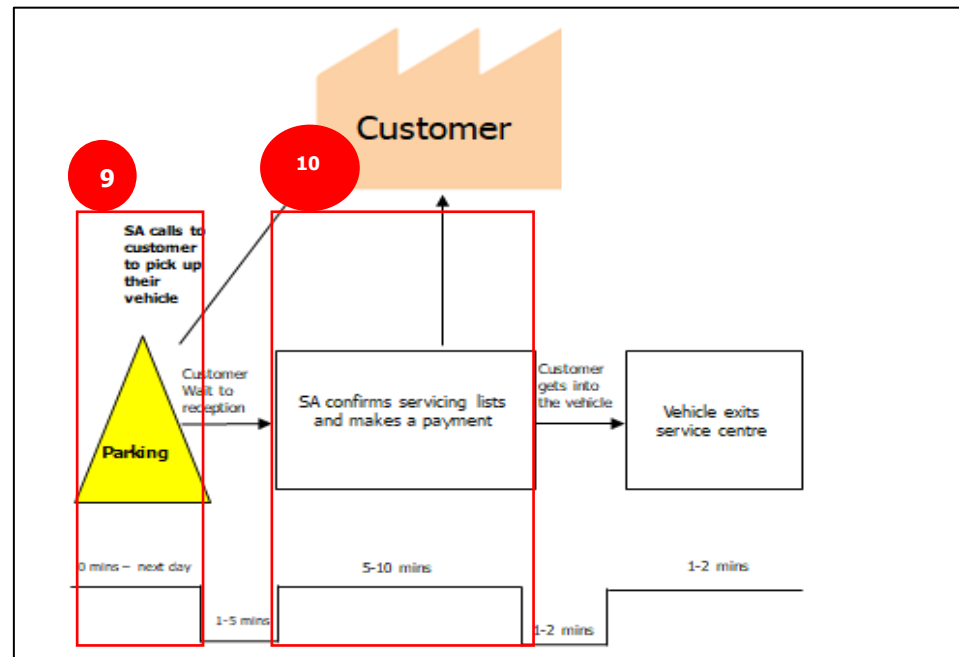 Customer
9
10
SA calls to
customer
to pick up
their
vehicle
Customer
Wait to
reception
Parking
SA confirms servicing lists
and makes a payment
Customer
gets into
the vehicle
Vehicle exits
service centre
0 mins – next day
1-5 mins
5-10 mins
1-2 mins
1-2 mins